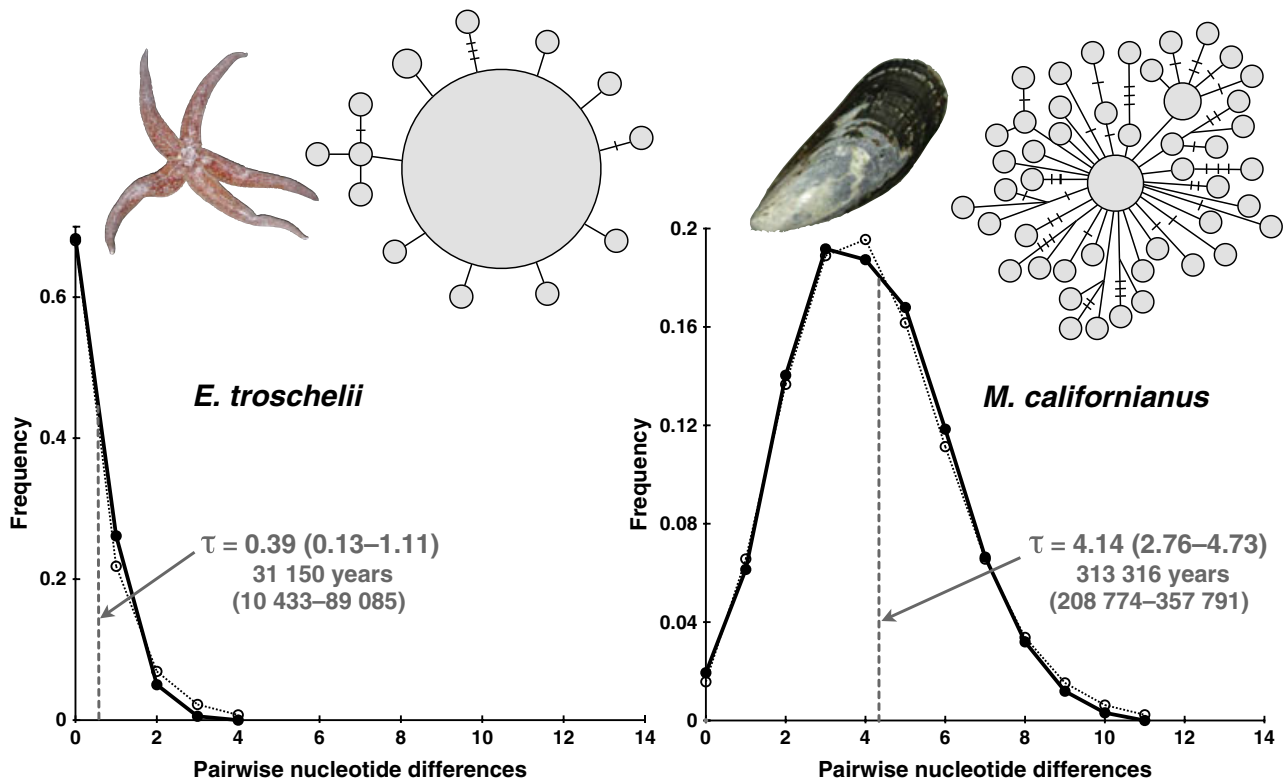 E. troschelii
Frequency
0.6
0.4
0.2
0
τ = 0.39 (0.13–1.11)
31 150 years
(10 433–89 085)
0 2 4 6 8 10 12 14
Pairwise nucleotide differences
M. californianus
Frequency
0.2
0.16
0.12
0.08
0.04
0
τ = 4.14 (2.76–4.73)
313 316 years
(208 774–357 791)
0 2 4 6 8 10 12 14
Pairwise nucleotide differences